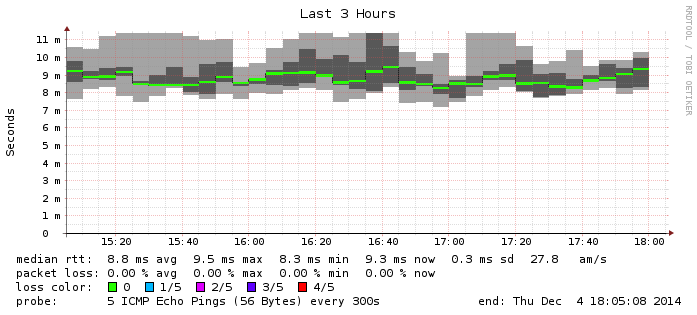 Last 3 Hours
RRDTOOL / TOBI OETIKER
Seconds
11 m
10 m
9 m
8 m
7 m
6 m
5 m
4 m
3 m
2 m
1 m
0
15:20 15:40 16:00 16:20 16:40 17:00 17:20 17:40 18:00
median rtt: 8.8 ms avg 9.5 ms max 8.3 ms min 9.3 ms now 0.3 ms sd 27.8 am/s
packet loss: 0.00 % avg 0.00 % max 0.00 % min 0.00 % now
loss color: 0 1/5 2/5 3/5 4/5
probe: 5 ICMP Echo Pings (56 Bytes) every 300s end: Thu Dec 4 18:05:08 2014